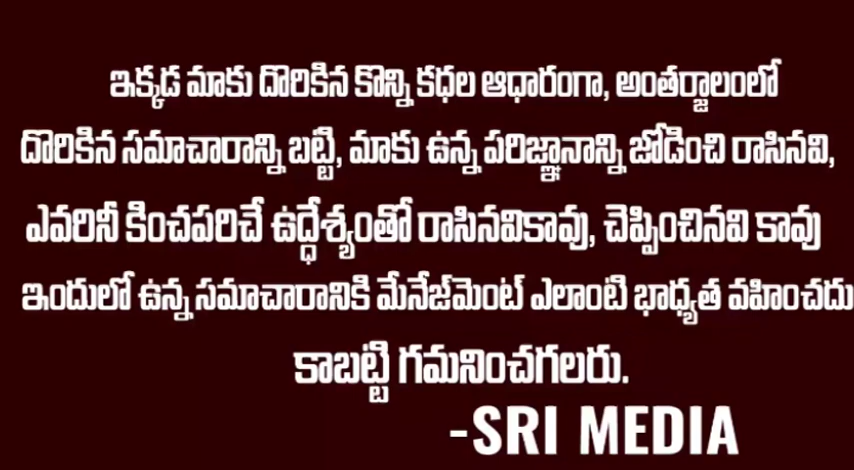 ఇక్కడ మాకు దొరికిన కొన్ని కధల ఆధారంగా, అంతర్జాలంలో
దొరికిన సమాచారాన్ని బట్టి, మాకు ఉన్న పరిజ్ఞానాన్ని జోడించి రాసినవి,
ఎవరినీ కించపరిచే ఉద్ధేశ్యంతో రాసినవికావు, చెప్పించినవి కావు
ఇందులో ఉన్న సమాచారానికి మేనేజ్‌మెంట్ ఎలాంటి భాధ్యత వహించదు
కాబట్టి గమనించగలరు.
-SRI MEDIA